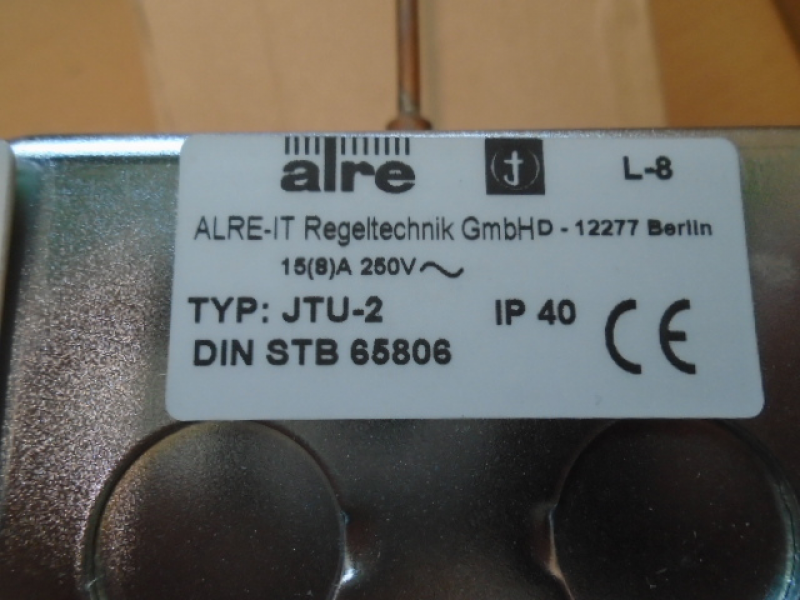 alre
L-8
ALRE-IT Regeltechnik GmbH D - 12277 Berlin
15(8)A 250V ~
TYP: JTU-2 IP 40 CE
DIN STB 65806